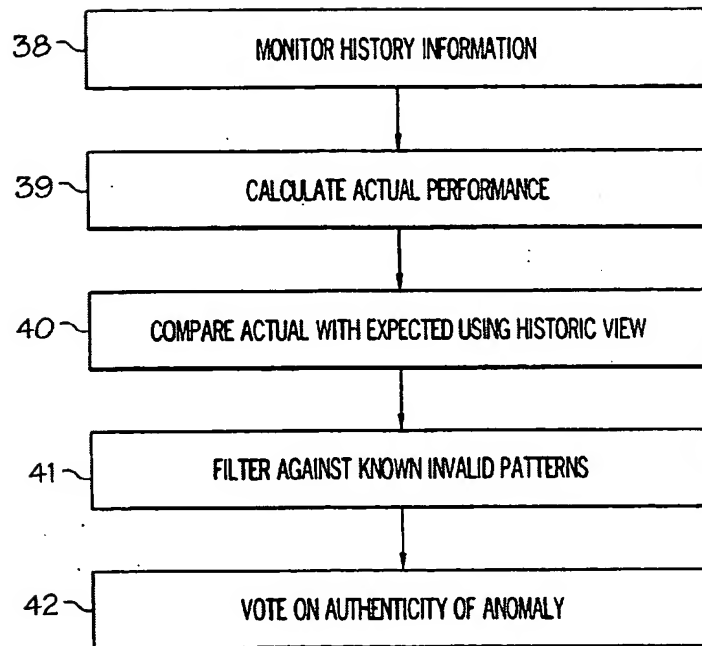 38 MONITOR HISTORY INFORMATION
39 CALCULATE ACTUAL PERFORMANCE
40 COMPARE ACTUAL WITH EXPECTED USING HISTORIC VIEW
41 FILTER AGAINST KNOWN INVALID PATTERNS
42 VOTE ON AUTHENTICITY OF ANOMALY